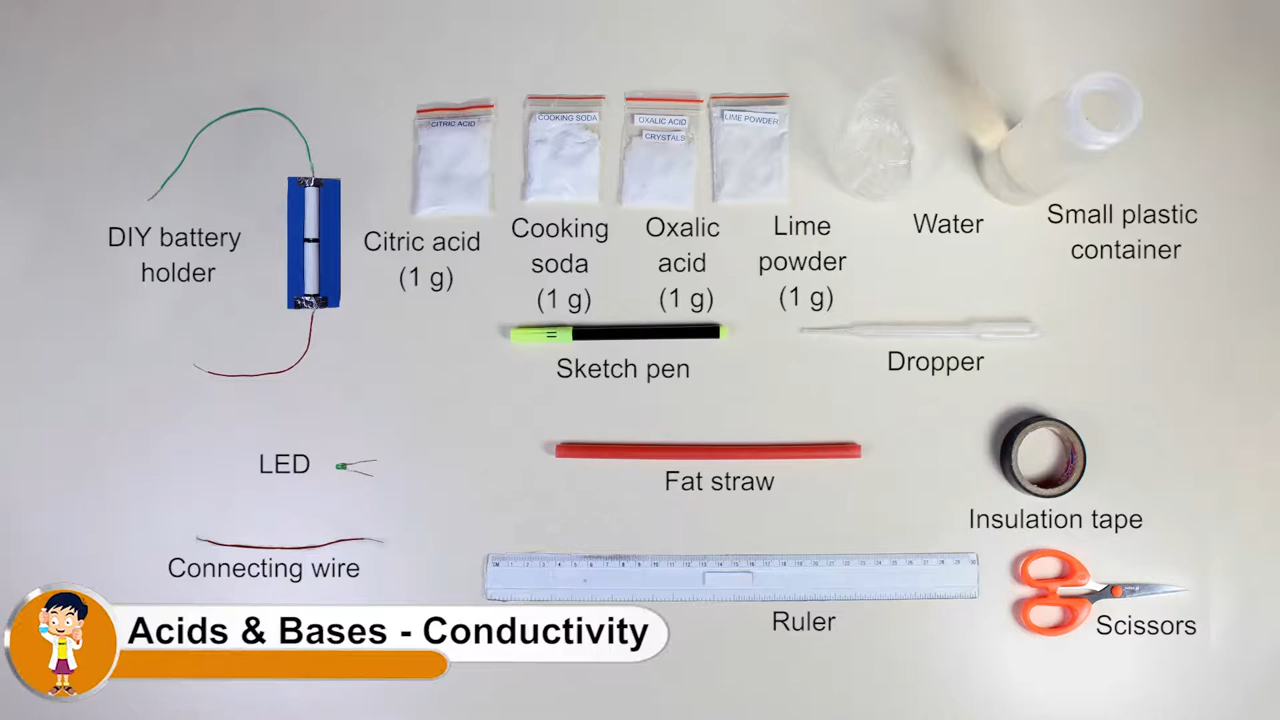 CITRIC ACID
COOKING SODA
OXALIC ACID
CRYSTALS
LIME POWDER
DIY battery
holder
Citric acid
(1 g)
Cooking
soda
(1 g)
Oxalic
acid
(1 g)
Lime
powder
(1 g)
Water
Small plastic
container
Sketch pen
Dropper
LED
Fat straw
Insulation tape
Connecting wire
Ruler
Scissors
Acids & Bases - Conductivity